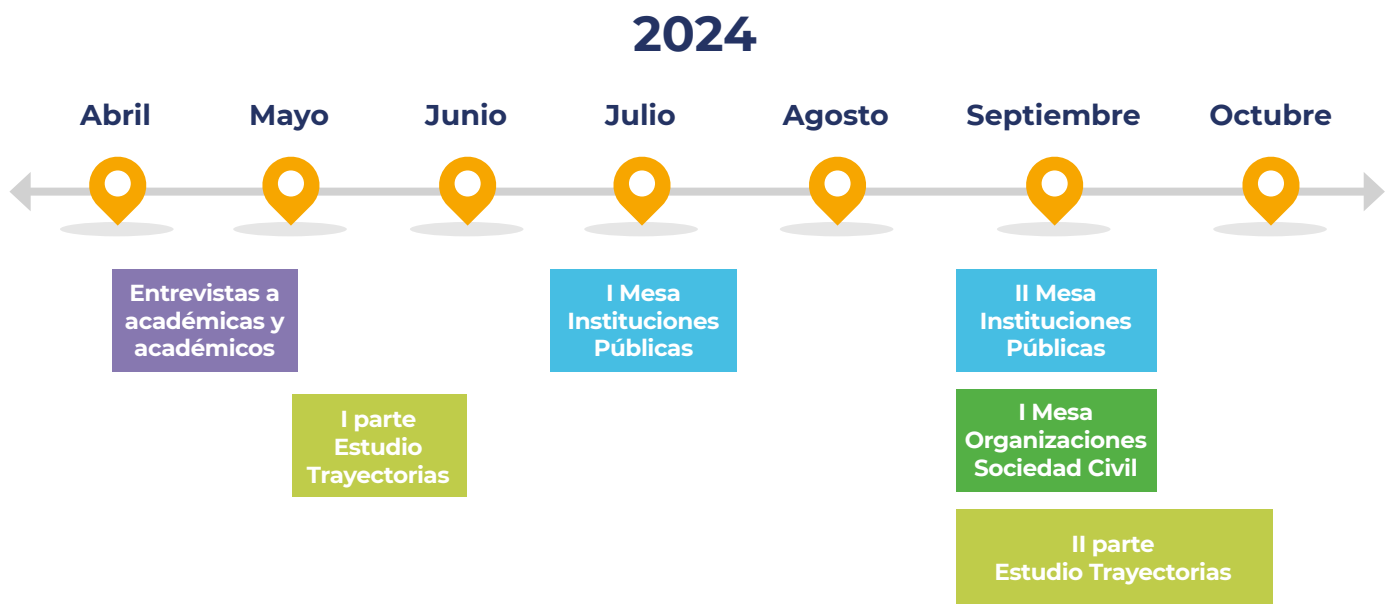 2024
Abril
Mayo
Junio
Julio
Agosto
Septiembre
Octubre
Entrevistas a
académicas y
académicos
I parte
Estudio
Trayectorias
I Mesa
Instituciones
Públicas
II Mesa
Instituciones
Públicas
I Mesa
Organizaciones
Sociedad Civil
II parte
Estudio Trayectorias